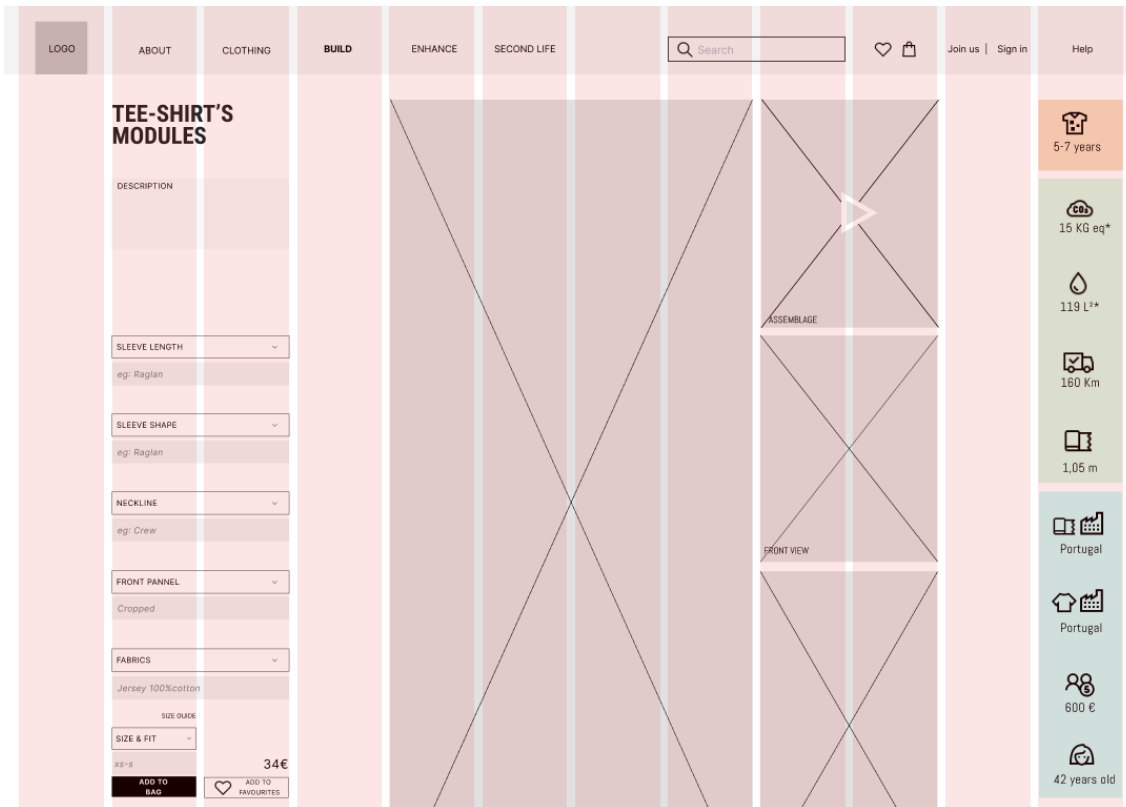 LOGO
ABOUT
CLOTHING
BUILD
ENHANCE
SECOND LIFE
Search
Join us |
Sign in
Help
TEE-SHIRT'S
MODULES
DESCRIPTION
SLEEVE LENGTH
eg: Raglan
SLEEVE SHAPE
eg: Raglan
NECKLINE
eg: Crew
FRONT PANNEL
Cropped
FABRICS
Jersey 100%cotton
SIZE GUIDE
SIZE & FIT
xs-s
34€
ADD TO
BAG
ADD TO
FAVOURITES
ASSEMBLAGE
FRONT VIEW
5-7 years
CO₂
15 KG eq*
119 L²*
160 Km
1,05 m
Portugal
Portugal
600 €
42 years old